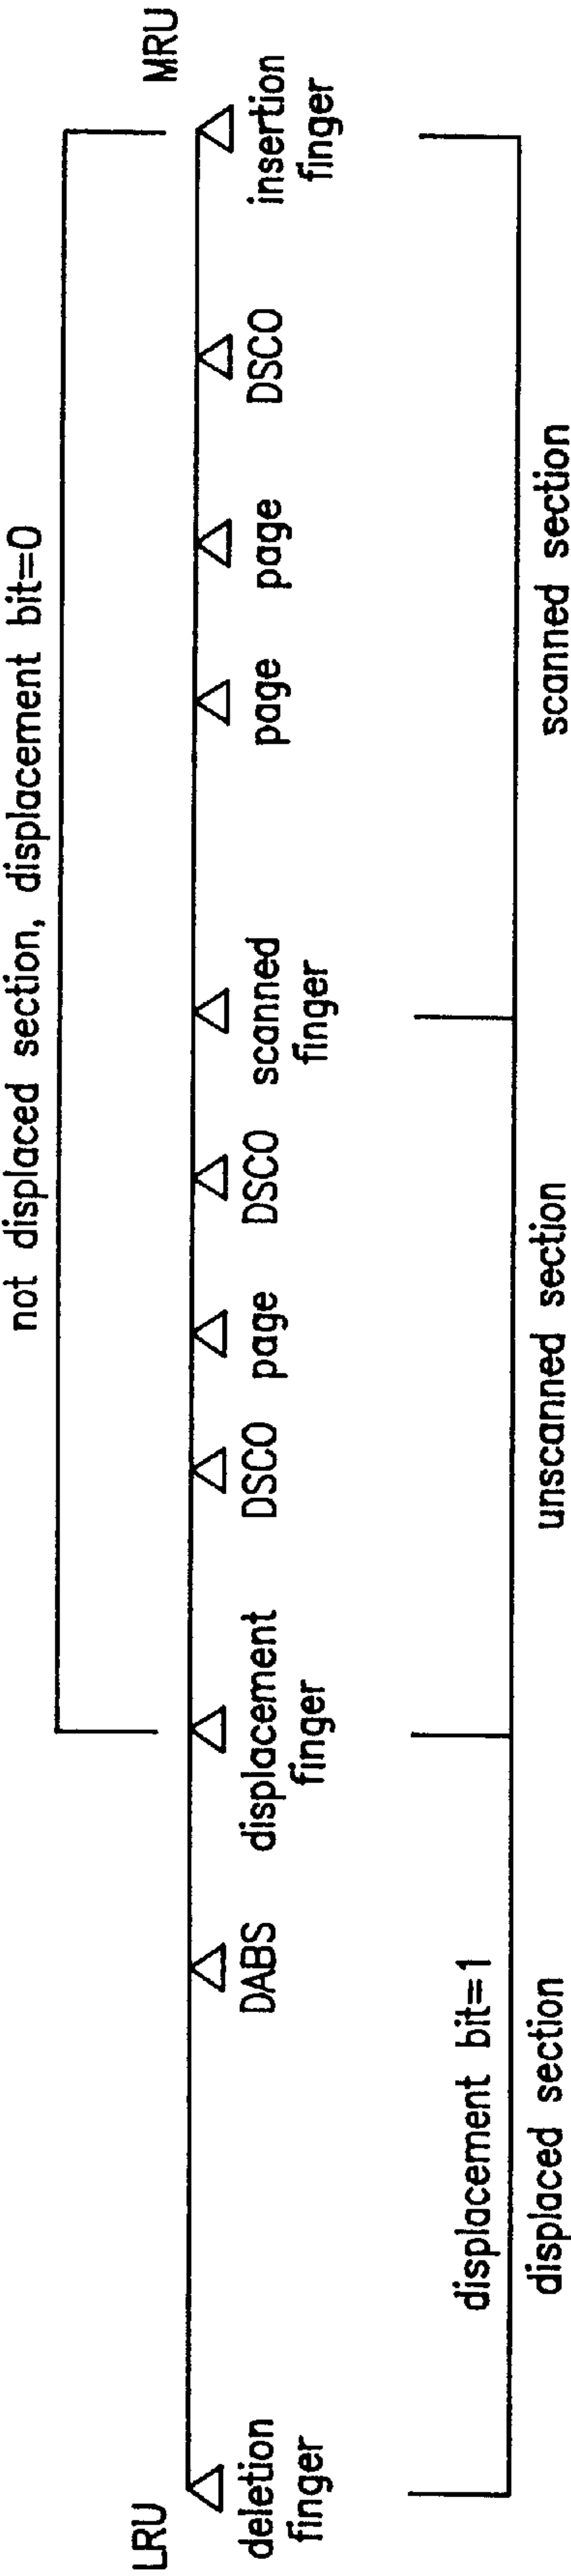 not displaced section, displacement bit=0
LRU
MRU
deletion
finger
DABS
displacement
finger
DSCO
page
DSCO
scanned
finger
page
page
DSCO
insertion
finger
displacement bit=1
displaced section
unscanned section
scanned section